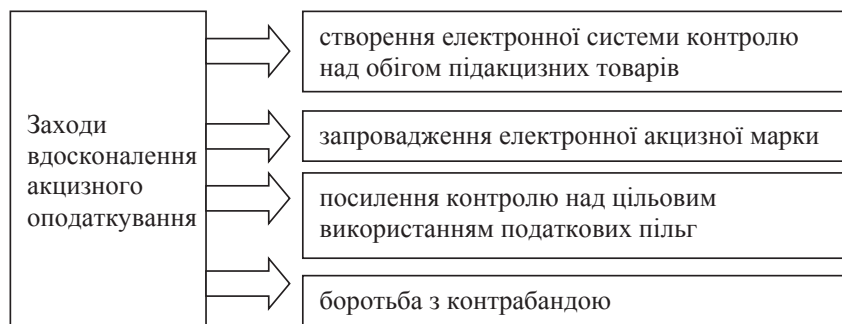 Заходи
вдосконалення
акцизного
оподаткування
створення електронної системи контролю
над обігом підакцизних товарів
запровадження електронної акцизної марки
посилення контролю над цільовим
використанням податкових пільг
боротьба з контрабандою